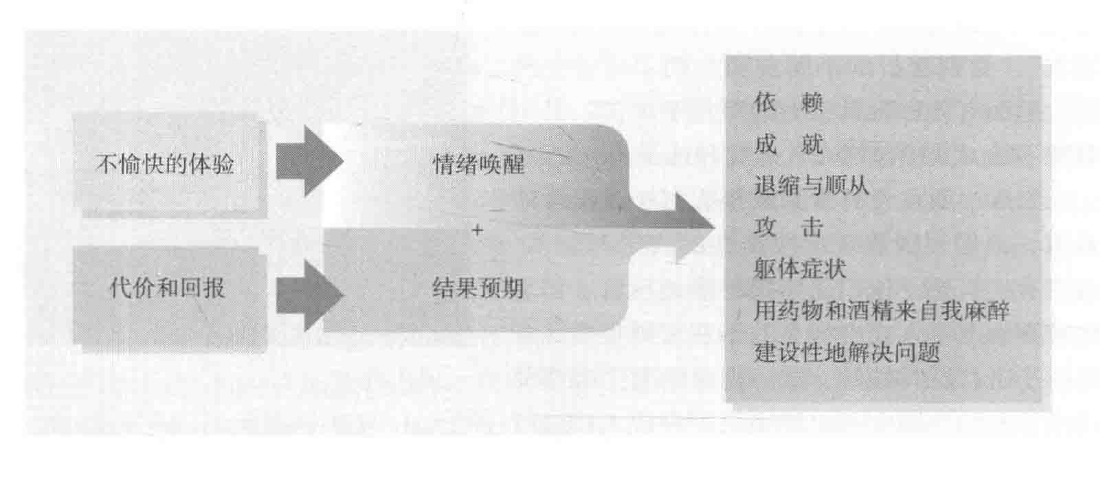 不愉快的体验
情绪唤醒
+
代价和回报
结果预期
依 赖
成 就
退缩与顺从
攻 击
躯体症状
用药物和酒精来自我麻醉
建设性地解决问题